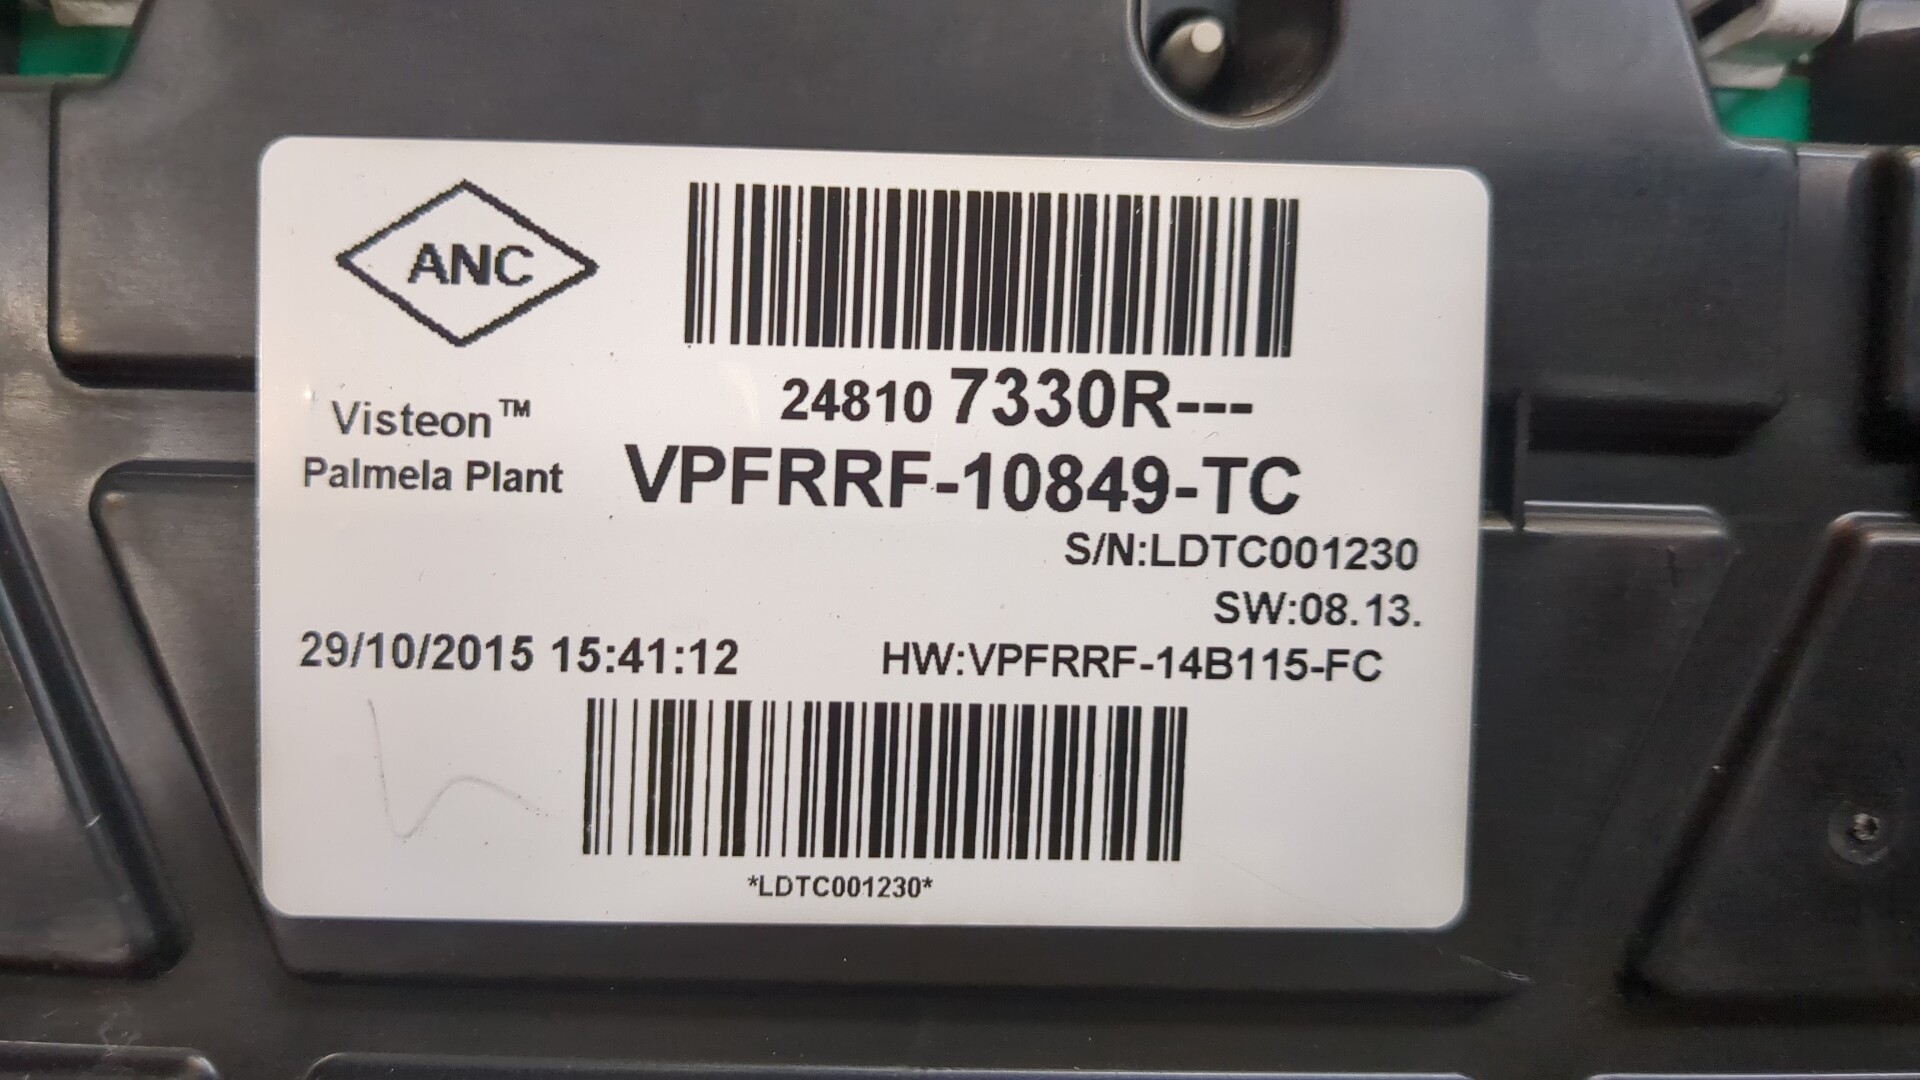 ANC
24810 7330R---
Visteon™
Palmela Plant
VPFRRF-10849-TC
S/N:LDTC001230
SW:08.13.
29/10/2015 15:41:12
HW:VPFRRF-14B115-FC
*LDTC001230*